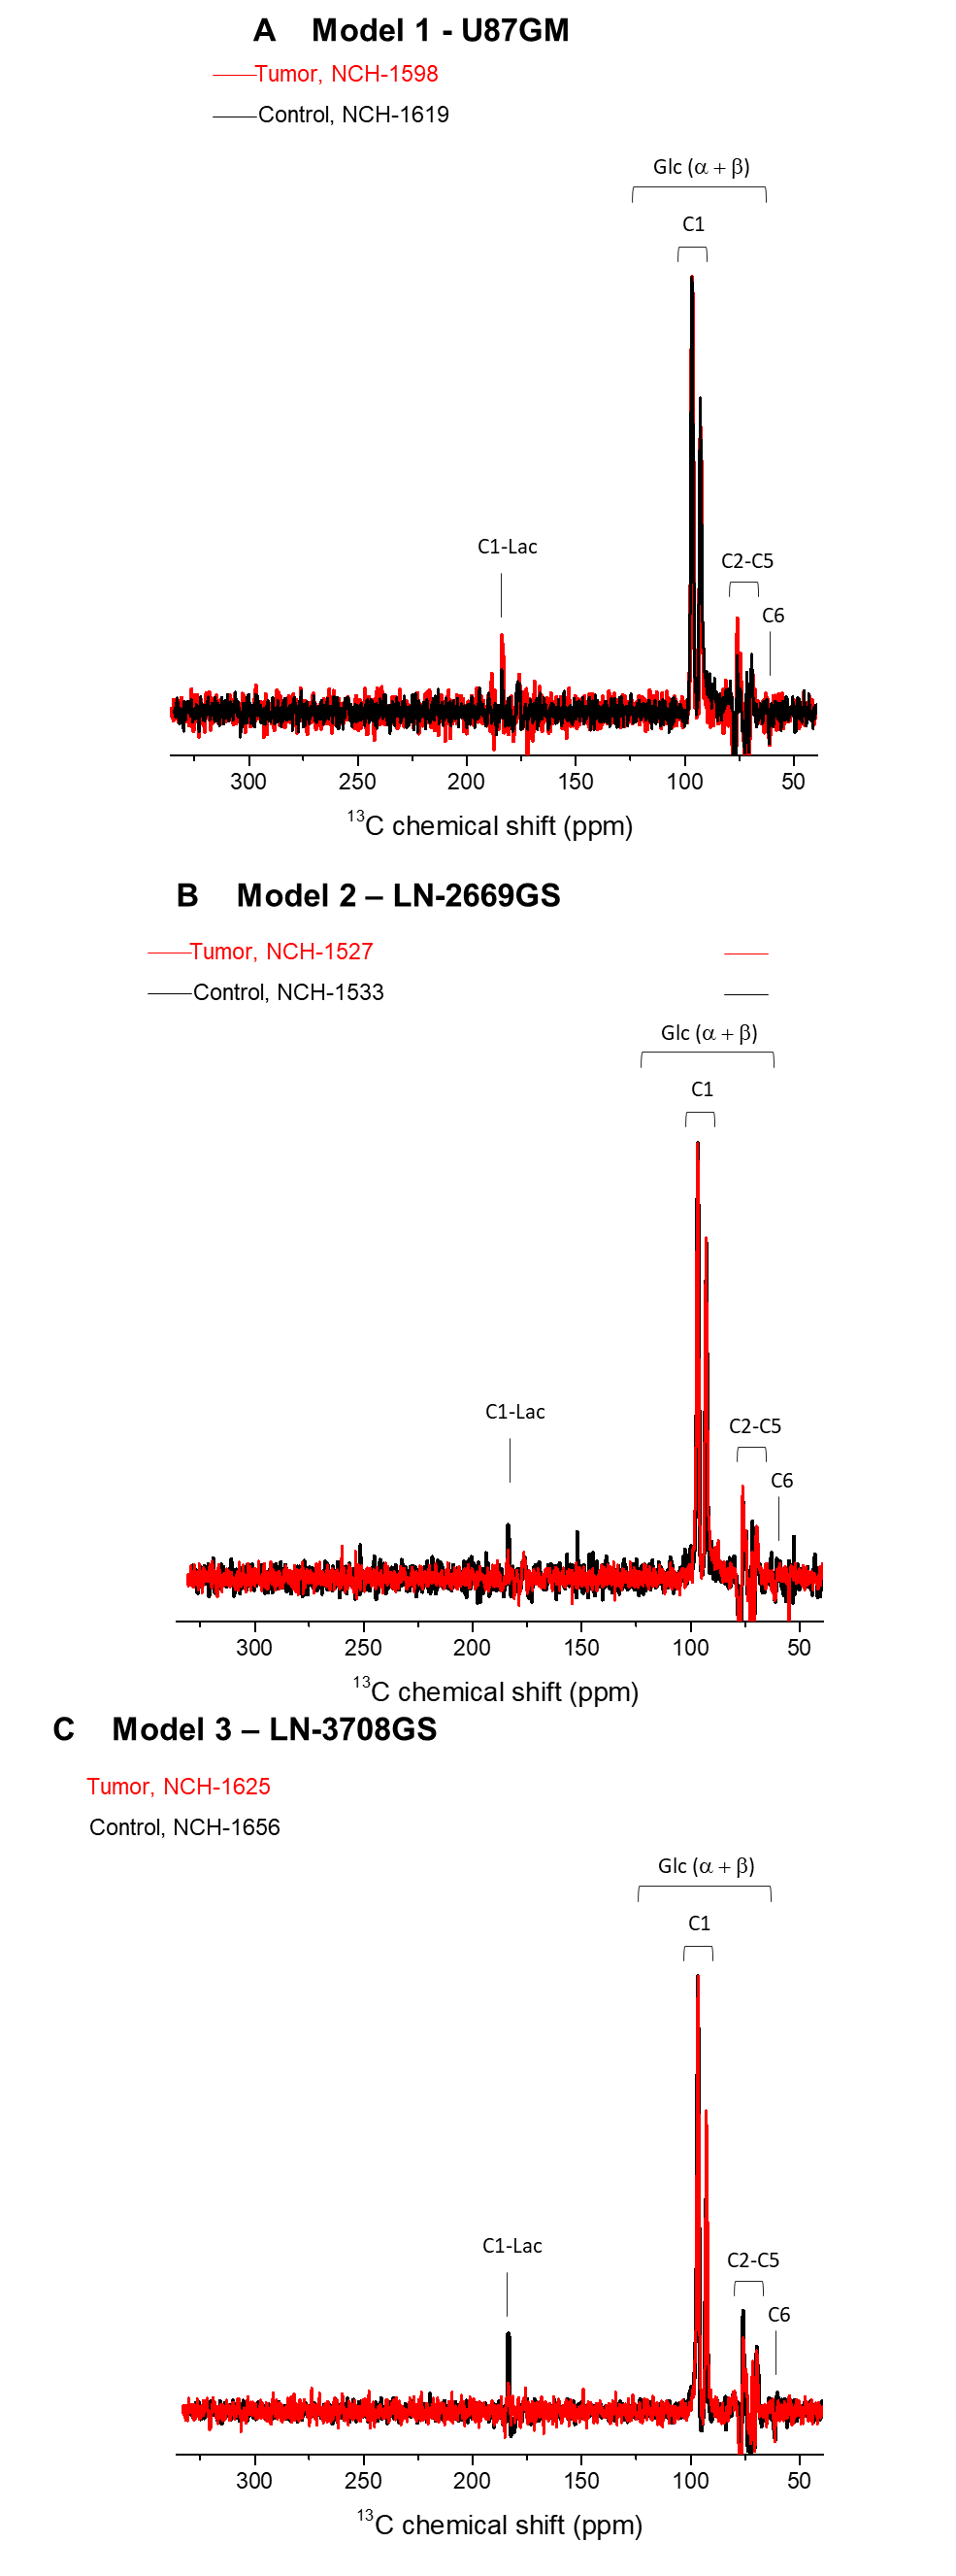 A Model 1 - U87GM
Tumor, NCH-1598
Control, NCH-1619
Glc (α + β)
C1
C1-Lac
C2-C5
C6
300 250 200 150 100 50
13C chemical shift (ppm)
B Model 2 – LN-2669GS
Tumor, NCH-1527
Control, NCH-1533
Glc (α + β)
C1
C1-Lac
C2-C5
C6
300 250 200 150 100 50
13C chemical shift (ppm)
C Model 3 – LN-3708GS
Tumor, NCH-1625
Control, NCH-1656
Glc (α + β)
C1
C1-Lac
C2-C5
C6
300 250 200 150 100 50
13C chemical shift (ppm)